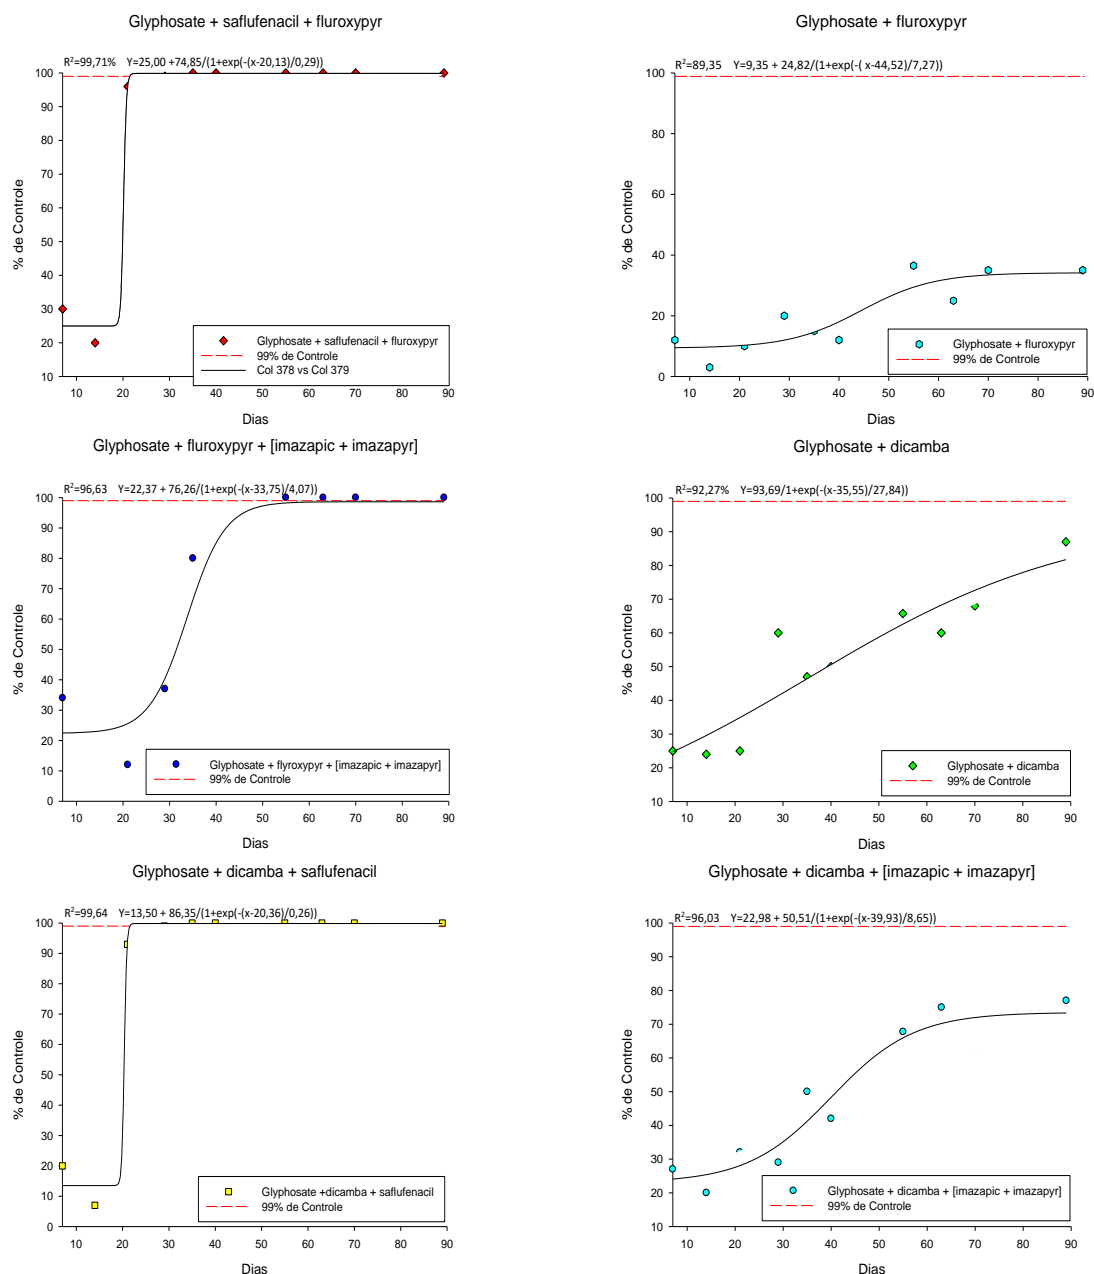 Glyphosate + saflufenacil + fluroxypyr
R²=99,71% Y=25,00 +74,85/(1+exp(-(x-20,13)/0,29))
100
90
80
70
60
50
40
30
20
10
% de Controle
Glyphosate + saflufenacil + fluroxypyr
99% de Controle
Col 378 vs Col 379
10 20 30 40 50 60 70 80 90
Dias
Glyphosate + fluroxypyr
R²=89,35 Y=9,35 + 24,82/(1+exp(-( x-44,52)/7,27))
100
80
60
40
20
0
% de Controle
Glyphosate + fluroxypyr
99% de Controle
10 20 30 40 50 60 70 80 90
Dias
Glyphosate + fluroxypyr + [imazapic + imazapyr]
R²=96,63 Y=22,37 + 76,26/(1+exp(-(x-33,75)/4,07))
100
90
80
70
60
50
40
30
20
10
0
% de Controle
Glyphosate + flyroxypyr + [imazapic + imazapyr]
99% de Controle
10 20 30 40 50 60 70 80 90
Dias
Glyphosate + dicamba
R²=92,27% Y=93,69/1+exp(-(x-35,55)/27,84))
100
90
80
70
60
50
40
30
20
10
% de Controle
Glyphosate + dicamba
99% de Controle
10 20 30 40 50 60 70 80 90
Dias
Glyphosate + dicamba + saflufenacil
R²=99,64 Y=13,50 + 86,35/(1+exp(-(x-20,36)/0,26))
100
90
80
70
60
50
40
30
20
10
0
% de Controle
Glyphosate +dicamba + saflufenacil
99% de Controle
10 20 30 40 50 60 70 80 90
Dias
Glyphosate + dicamba + [imazapic + imazapyr]
R²=96,03 Y=22,98 + 50,51/(1+exp(-(x-39,93)/8,65))
100
90
80
70
60
50
40
30
20
10
% de Controle
Glyphosate + dicamba + [imazapic + imazapyr]
99% de Controle
10 20 30 40 50 60 70 80 90
Dias